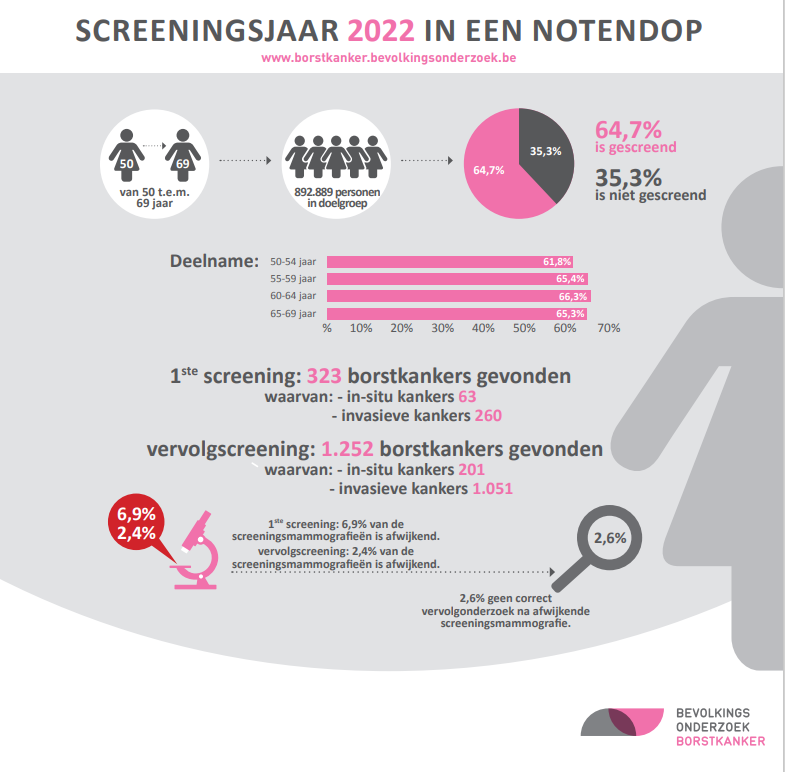 SCREENINGSJAAR 2022 IN EEN NOTENDOP
www.borstkanker.bevolkingsonderzoek.be
50
69
van 50 t.e.m.
69 jaar
892.889 personen
in doelgroep
64,7%
35,3%
64,7%
is gescreend
35,3%
is niet gescreend
Deelname:
50-54 jaar 61,8%
55-59 jaar 65,4%
60-64 jaar 66,3%
65-69 jaar 65,3%
% 10% 20% 30% 40% 50% 60% 70%
1ste screening: 323 borstkankers gevonden
waarvan: - in-situ kankers 63
- invasieve kankers 260
vervolgscreening: 1.252 borstkankers gevonden
waarvan: - in-situ kankers 201
- invasieve kankers 1.051
6,9%
2,4%
1ste screening: 6,9% van de
screeningsmammografieën is afwijkend.
vervolgscreening: 2,4% van de
screeningsmammografieën is afwijkend.
2,6%
2,6% geen correct
vervolgonderzoek na afwijkende
screeningsmammografie.
BEVOLKINGS
ONDERZOEK
BORSTKANKER